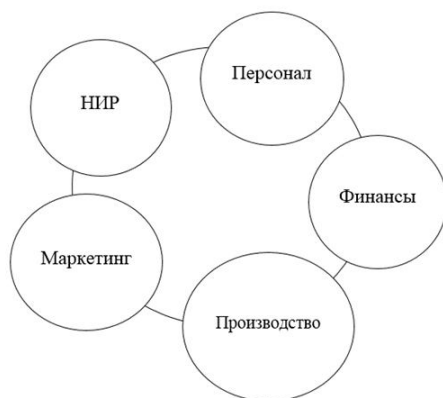 НИР
Персонал
Финансы
Производство
Маркетинг